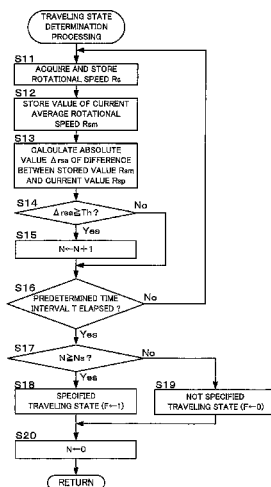 TRAVELING STATE
DETERMINATION
PROCESSING
S11
ACQUIRE AND STORE
ROTATIONAL SPEED Rs
S12
STORE VALUE OF CURRENT
AVERAGE ROTATIONAL
SPEED Rsm
S13
CALCULATE ABSOLUTE
VALUE Δrsa OF DIFFERENCE
BETWEEN STORED VALUE Rsm
AND CURRENT VALUE Rsp
S14
Δrsa≧Th?
No
Yes
S15
N←N+1
S16
PREDETERMINED TIME
INTERVAL T ELAPSED?
No
Yes
S17
N≧Ns?
No
Yes
S18
SPECIFIED
TRAVELING STATE (F←1)
S19
NOT SPECIFIED
TRAVELING STATE (F←0)
S20
N←0
RETURN